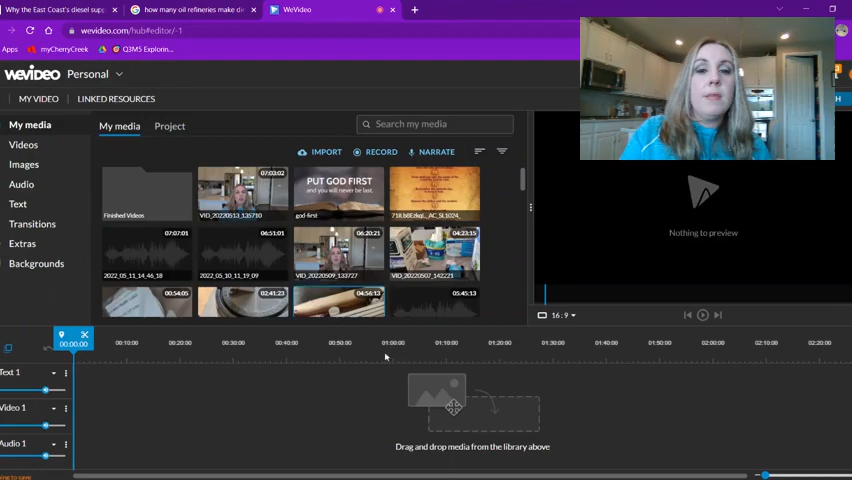 Why the East Coast's diesel supp
how many oil refineries make di
WeVideo
wevideo.com/hub#editor/-1
Apps
myCherryCreek
Q3M5 Explorin...
WEVIDEO Personal
MY VIDEO
LINKED RESOURCES
My media
Videos
Images
Audio
Text
Transitions
Extras
Backgrounds
My media
Project
Search my media
IMPORT
RECORD
NARRATE
Finished Videos
07:03:02
VID_20220513_135710
PUT GOD FIRST
and you will never be last.
god-first
71lLb8EzkqL._AC_SL1024_
07:07:01
2022_05_11_14_46_18
06:51:01
2022_05_10_11_19_09
06:20:21
VID_20220509_133727
04:23:15
VID_20220507_142221
00:54:05
02:41:23
04:56:13
05:45:13
Nothing to preview
16:9
00:00:00
00:10:00
00:20:00
00:30:00
00:40:00
00:50:00
01:00:00
01:10:00
01:20:00
01:30:00
01:40:00
01:50:00
02:00:00
02:10:00
02:20:00
Text 1
Video 1
Audio 1
Drag and drop media from the library above